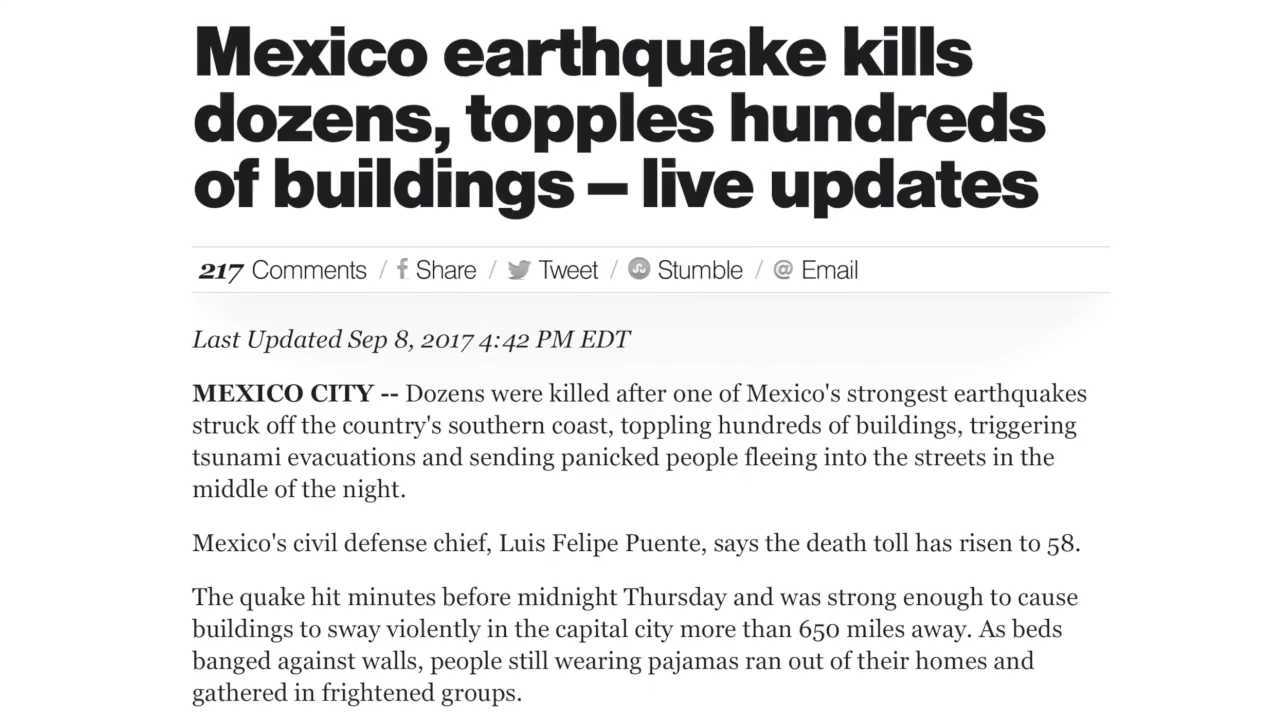 Mexico earthquake kills
dozens, topples hundreds
of buildings – live updates
217 Comments / Share / Tweet / Stumble / @ Email
Last Updated Sep 8, 2017 4:42 PM EDT
MEXICO CITY -- Dozens were killed after one of Mexico's strongest earthquakes
struck off the country's southern coast, toppling hundreds of buildings, triggering
tsunami evacuations and sending panicked people fleeing into the streets in the
middle of the night.
Mexico's civil defense chief, Luis Felipe Puente, says the death toll has risen to 58.
The quake hit minutes before midnight Thursday and was strong enough to cause
buildings to sway violently in the capital city more than 650 miles away. As beds
banged against walls, people still wearing pajamas ran out of their homes and
gathered in frightened groups.